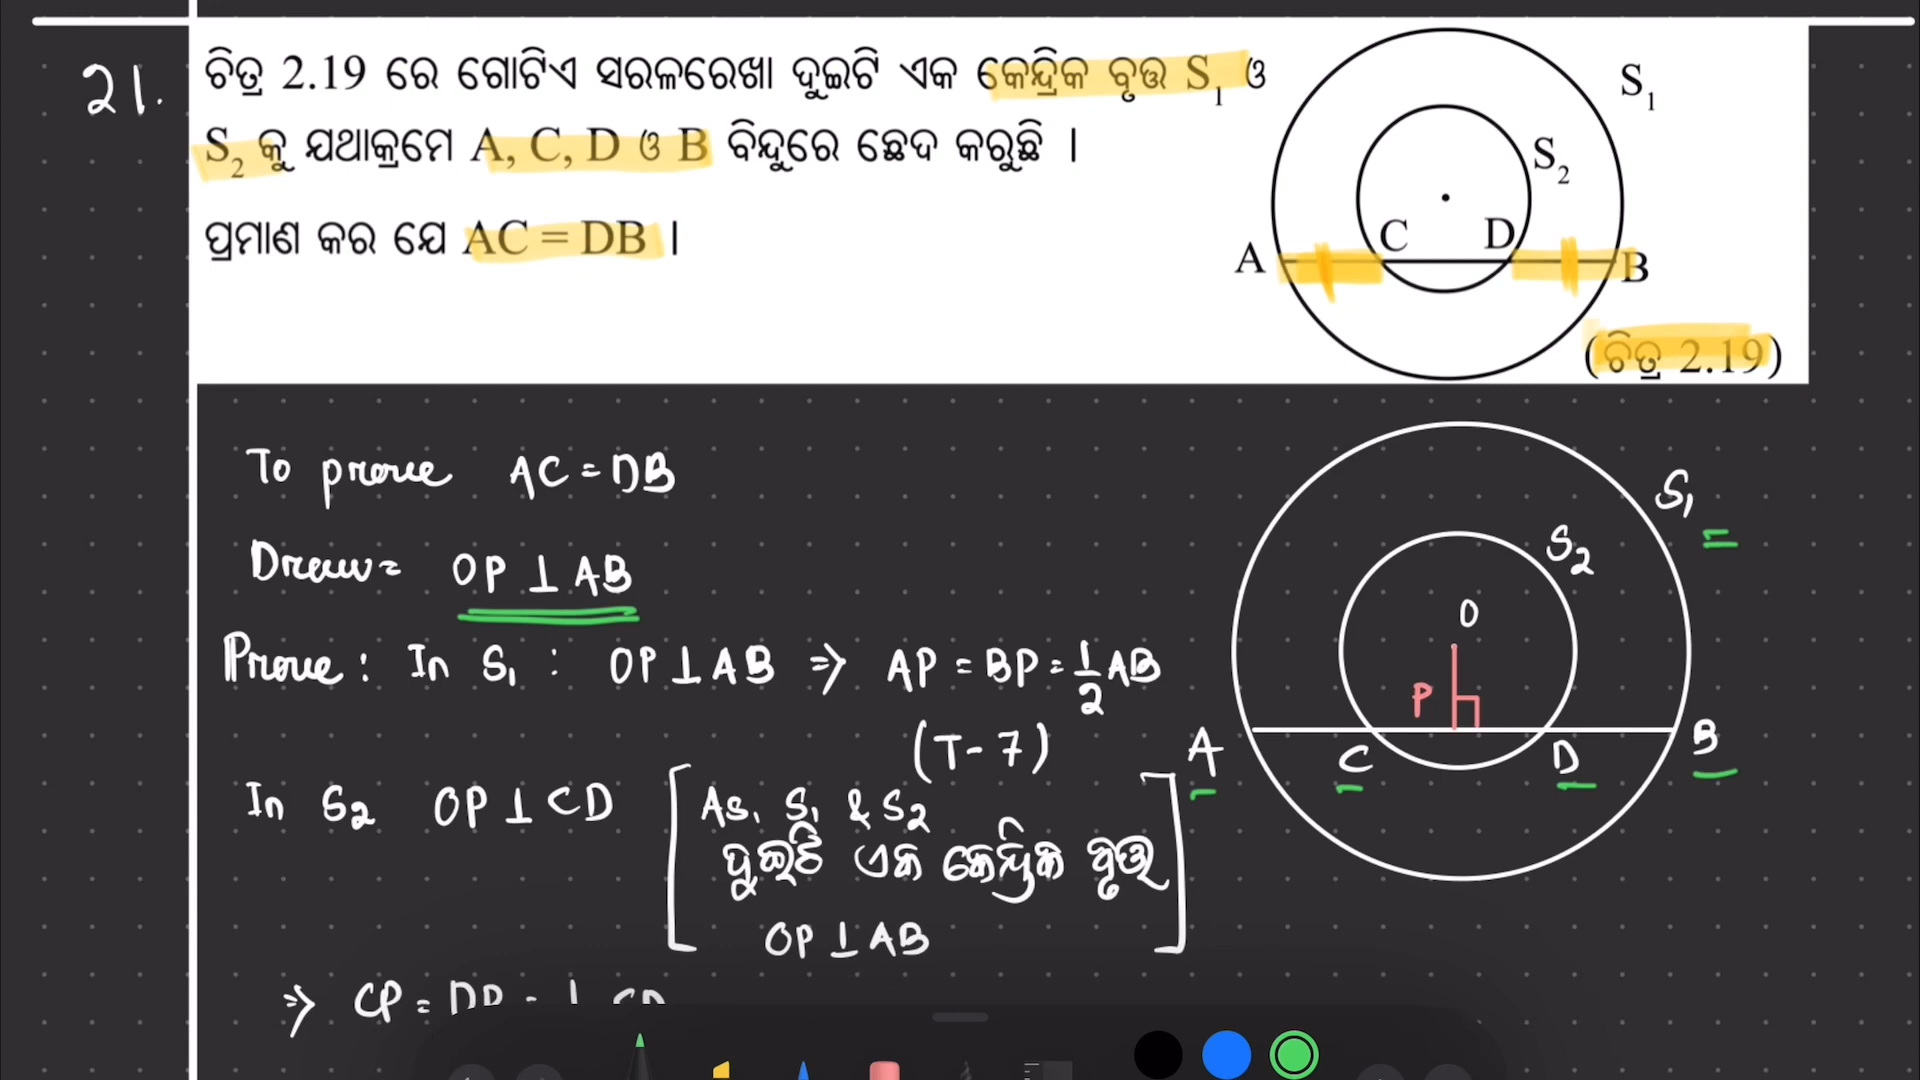 21.
ଚିତ୍ର 2.19 ରେ ଗୋଟିଏ ସରଳରେଖା ଦୁଇଟି ଏକ କେନ୍ଦ୍ରିକ ବୃତ୍ତ S₁ ଓ
S₂ କୁ ଯଥାକ୍ରମେ A, C, D ଓ B ବିନ୍ଦୁରେ ଛେଦ କରୁଛି ।
ପ୍ରମାଣ କର ଯେ AC = DB ।
S₁
S₂
C D
A B
(ଚିତ୍ର 2.19)
To prove AC = DB
Draw = OP ⊥ AB
Prove : In S₁ : OP ⊥ AB ⇒ AP = BP = 1/2 AB
(T-7)
In S₂ OP ⊥ CD [As, S₁ & S₂
ଦୁଇଟି ଏକ କେନ୍ଦ୍ରିକ ବୃତ୍ତ
OP ⊥ AB]
⇒ CP = DP
S₁
S₂
O
P
A C D B